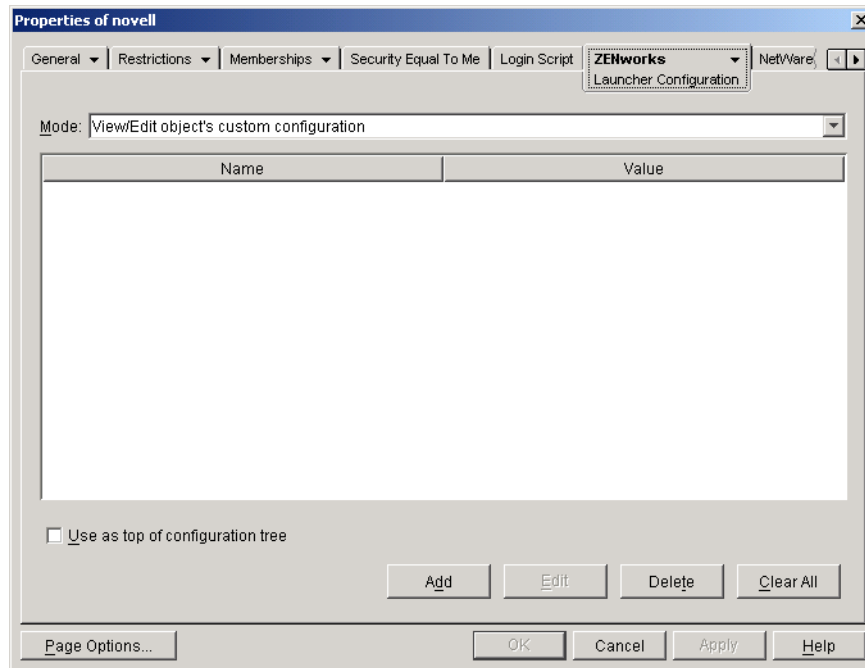 Properties of novell
General Restrictions Memberships Security Equal To Me Login Script ZENworks NetWare
Launcher Configuration
Mode: View/Edit object's custom configuration
Name Value
Use as top of configuration tree
Add Edit Delete Clear All
Page Options... OK Cancel Apply Help